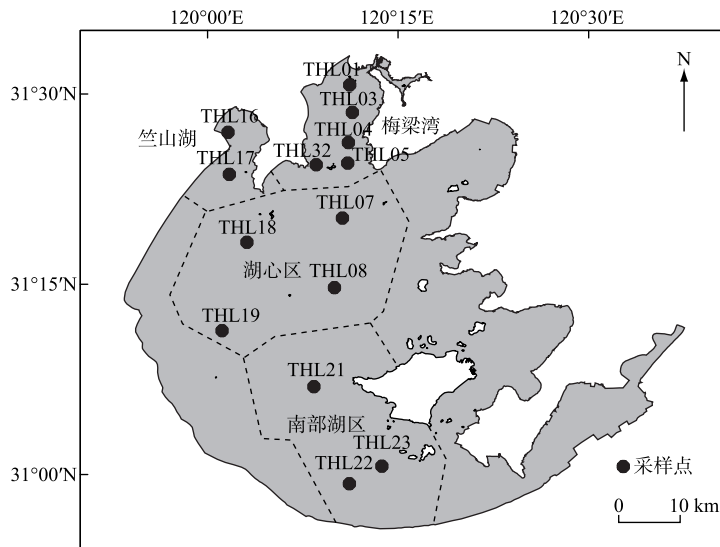 120°00′E
120°15′E
120°30′E
N
31°30′N
THL01
THL03
THL16
THL04
梅梁湾
竺山湖
THL32
THL05
THL17
THL07
THL18
湖心区
THL08
31°15′N
THL19
THL21
南部湖区
THL23
THL22
31°00′N
采样点
0 10 km